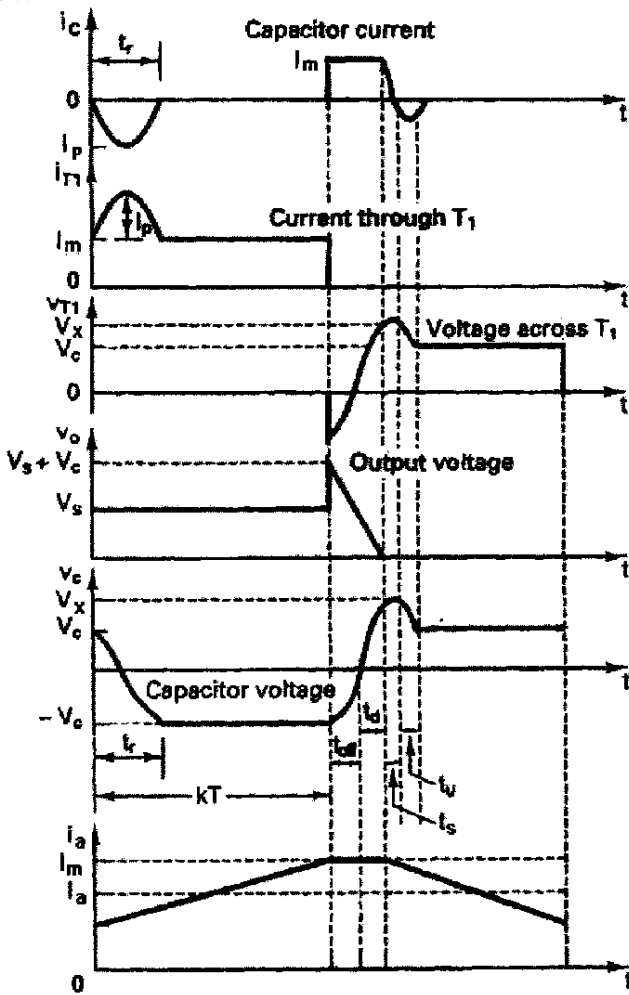 i_c
t_r
Capacitor current
I_m
0
t
I_p
i_T1
I_p
Current through T_1
I_m
0
t
v_T1
V_x
V_c
Voltage across T_1
0
t
v_o
V_s + V_c
Output voltage
V_s
t
v_c
V_x
V_c
t
Capacitor voltage
- V_c
t_d
t_r
t_off
t_u
kT
t_s
i_a
I_m
I_a
0
t